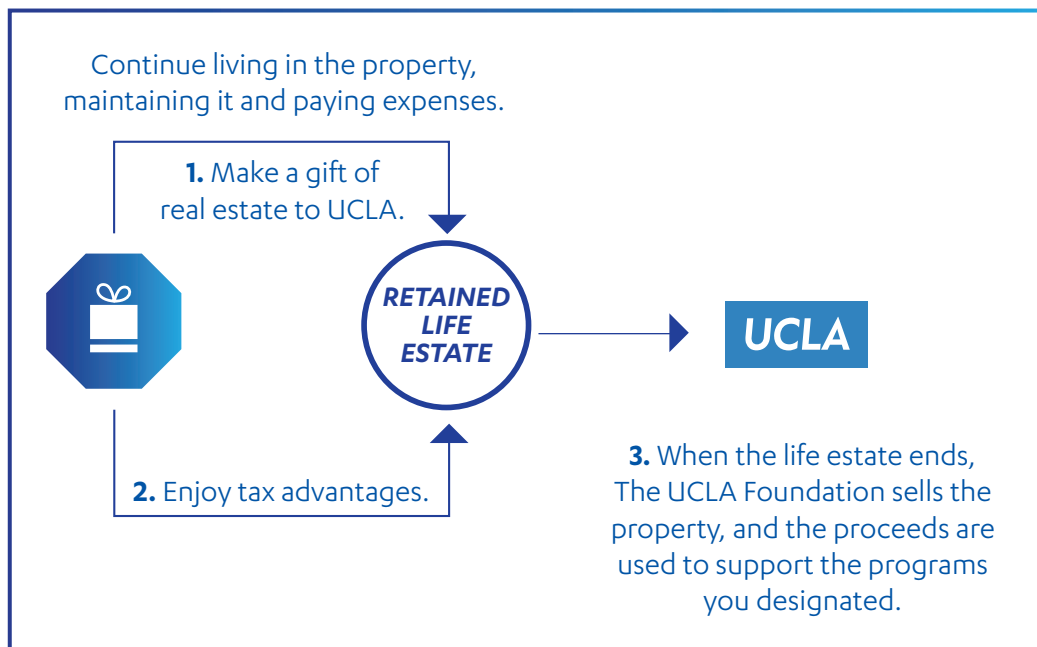 Continue living in the property,
maintaining it and paying expenses.
1. Make a gift of
real estate to UCLA.
RETAINED
LIFE
ESTATE
UCLA
2. Enjoy tax advantages.
3. When the life estate ends,
The UCLA Foundation sells the
property, and the proceeds are
used to support the programs
you designated.